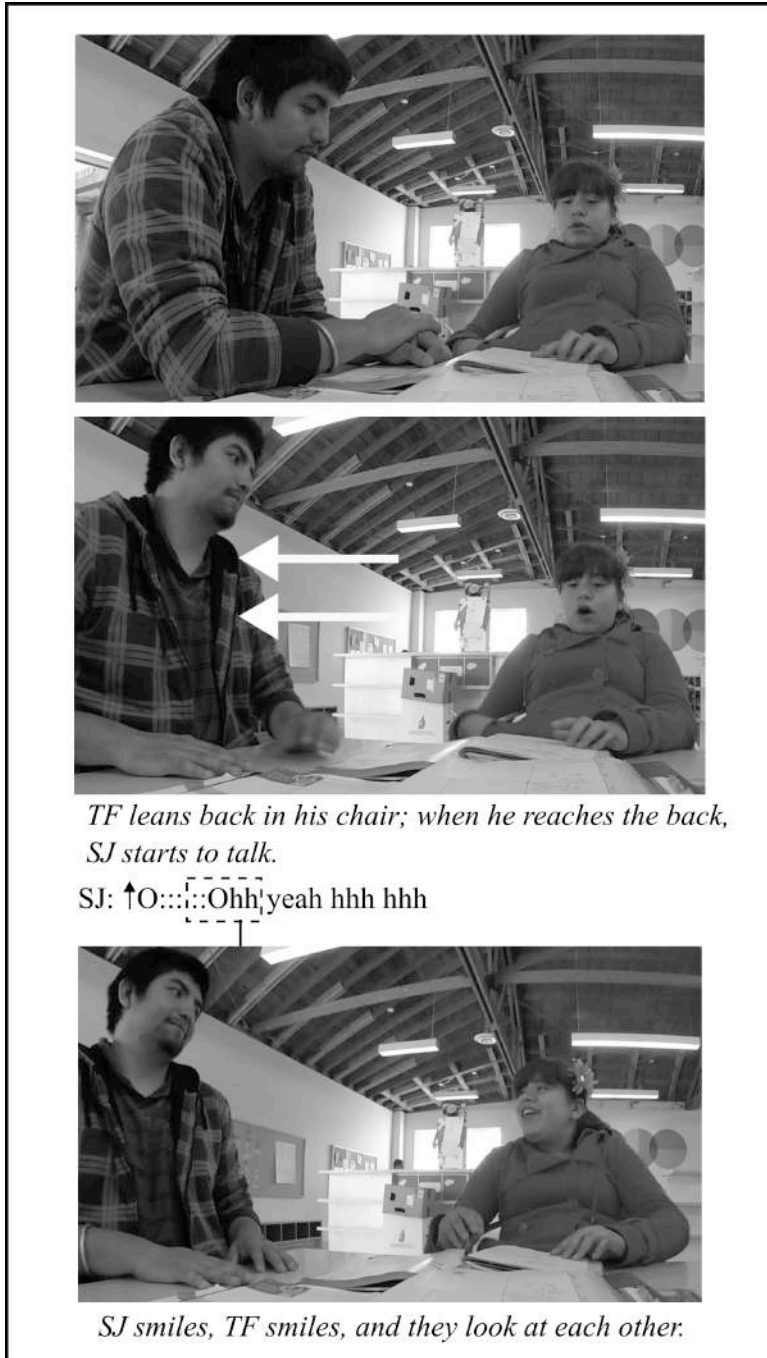 TF leans back in his chair; when he reaches the back,
SJ starts to talk.
SJ: ↑O:::::Ohh yeah hhh hhh
SJ smiles, TF smiles, and they look at each other.